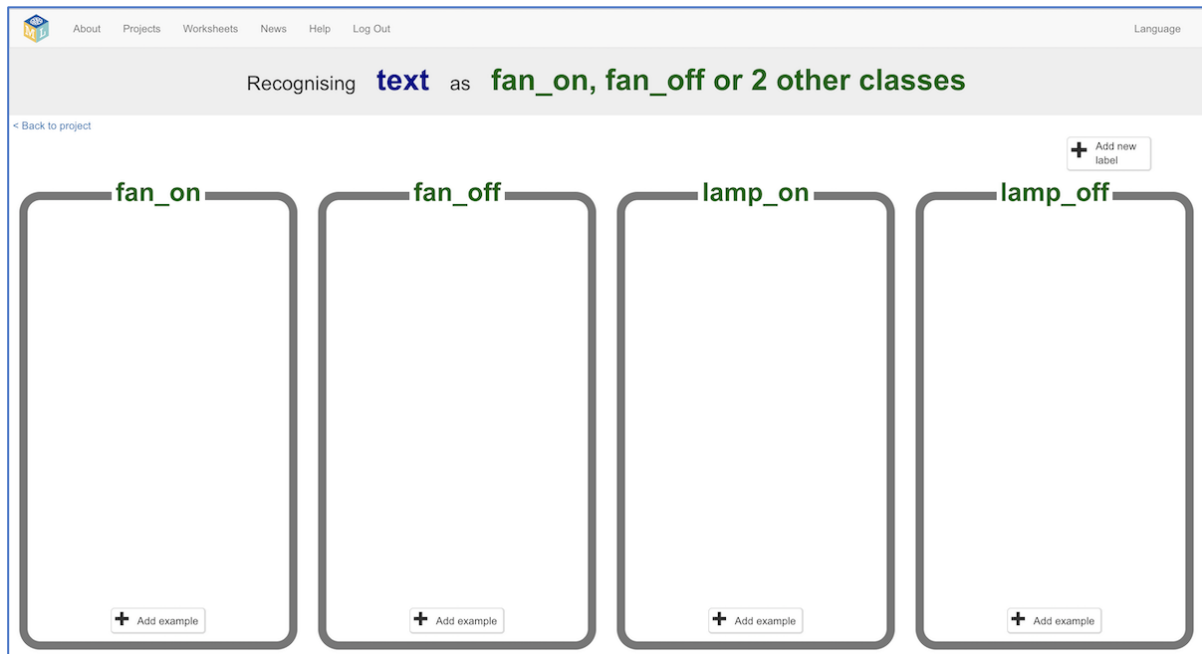 About Projects Worksheets News Help Log Out Language
Recognising text as fan_on, fan_off or 2 other classes
< Back to project
Add new
label
fan_on fan_off lamp_on lamp_off
Add example Add example Add example Add example